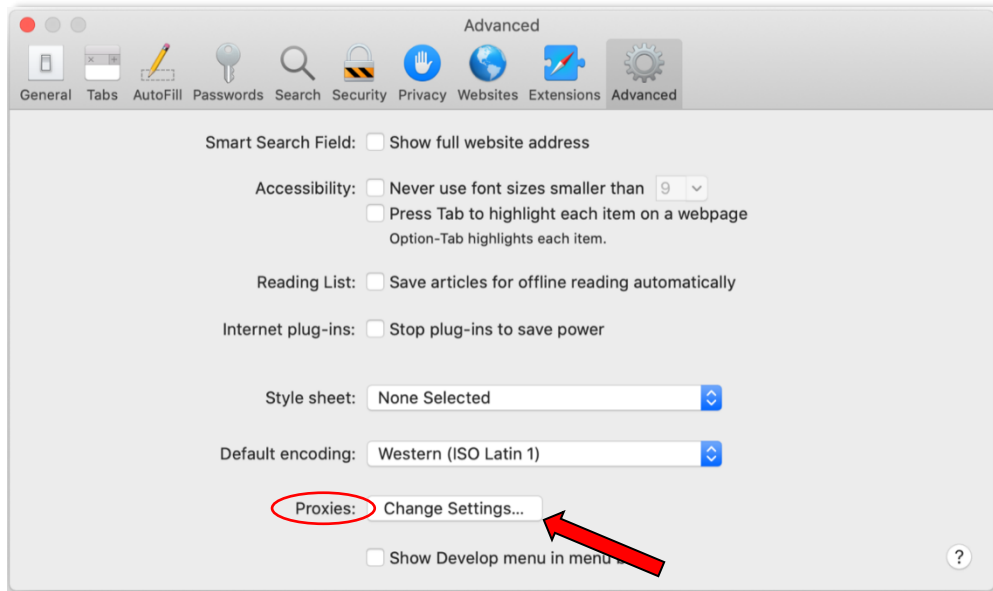 Advanced
General Tabs AutoFill Passwords Search Security Privacy Websites Extensions Advanced
Smart Search Field: Show full website address
Accessibility: Never use font sizes smaller than 9
Press Tab to highlight each item on a webpage
Option-Tab highlights each item.
Reading List: Save articles for offline reading automatically
Internet plug-ins: Stop plug-ins to save power
Style sheet: None Selected
Default encoding: Western (ISO Latin 1)
Proxies: Change Settings...
Show Develop menu in menu
?